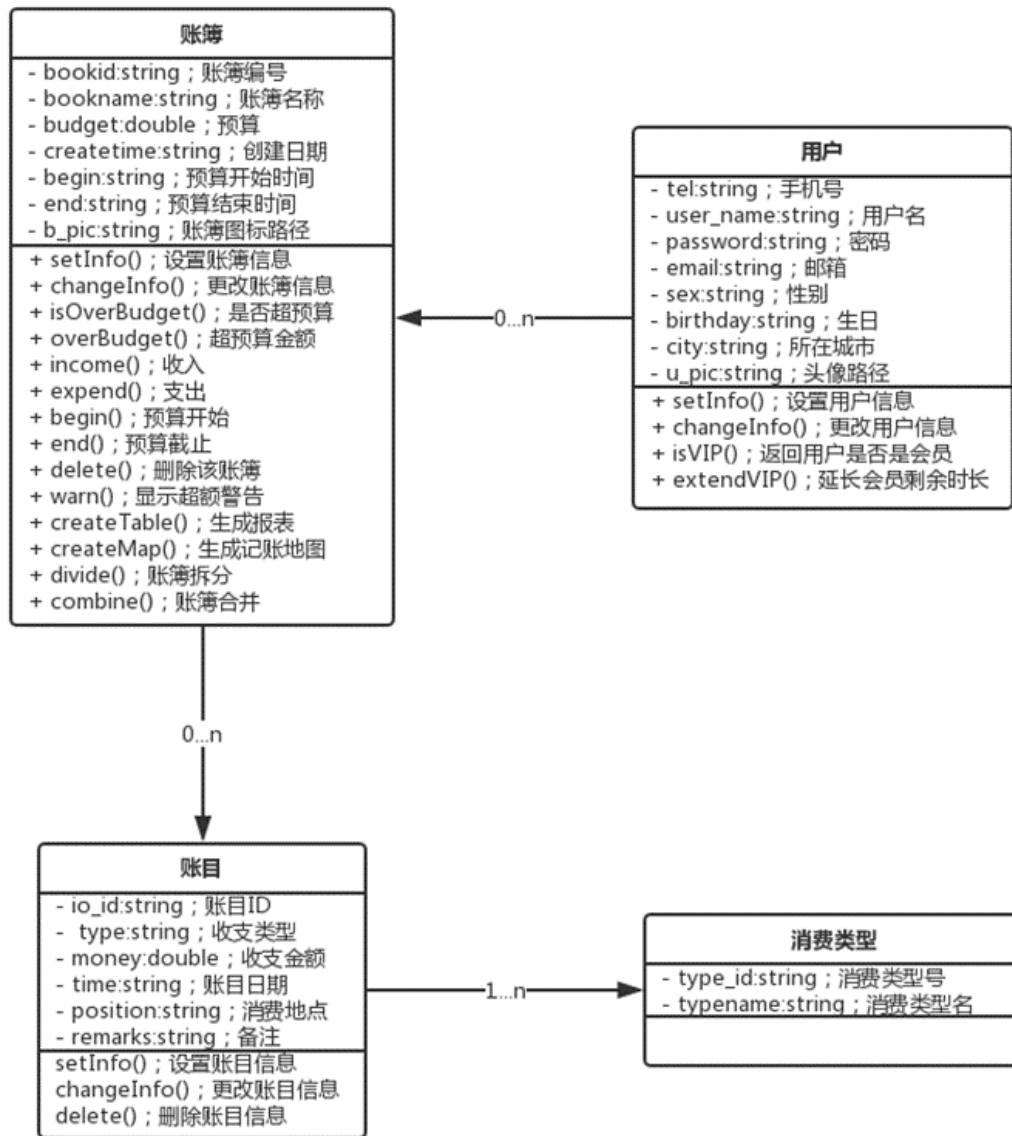 账簿
- bookid:string；账簿编号
- bookname:string；账簿名称
- budget:double；预算
- createtime:string；创建日期
- begin:string；预算开始时间
- end:string；预算结束时间
- b_pic:string；账簿图标路径
+ setInfo()；设置账簿信息
+ changeInfo()；更改账簿信息
+ isOverBudget()；是否超预算
+ overBudget()；超预算金额
+ income()；收入
+ expend()；支出
+ begin()；预算开始
+ end()；预算截止
+ delete()；删除该账簿
+ warn()；显示超额警告
+ createTable()；生成报表
+ createMap()；生成记账地图
+ divide()；账簿拆分
+ combine()；账簿合并
0...n
用户
- tel:string；手机号
- user_name:string；用户名
- password:string；密码
- email:string；邮箱
- sex:string；性别
- birthday:string；生日
- city:string；所在城市
- u_pic:string；头像路径
+ setInfo()；设置用户信息
+ changeInfo()；更改用户信息
+ isVIP()；返回用户是否是会员
+ extendVIP()；延长会员剩余时长
0...n
账目
- io_id:string；账目ID
- type:string；收支类型
- money:double；收支金额
- time:string；账目日期
- position:string；消费地点
- remarks:string；备注
setInfo()；设置账目信息
changeInfo()；更改账目信息
delete()；删除账目信息
1...n
消费类型
- type_id:string；消费类型号
- typename:string；消费类型名